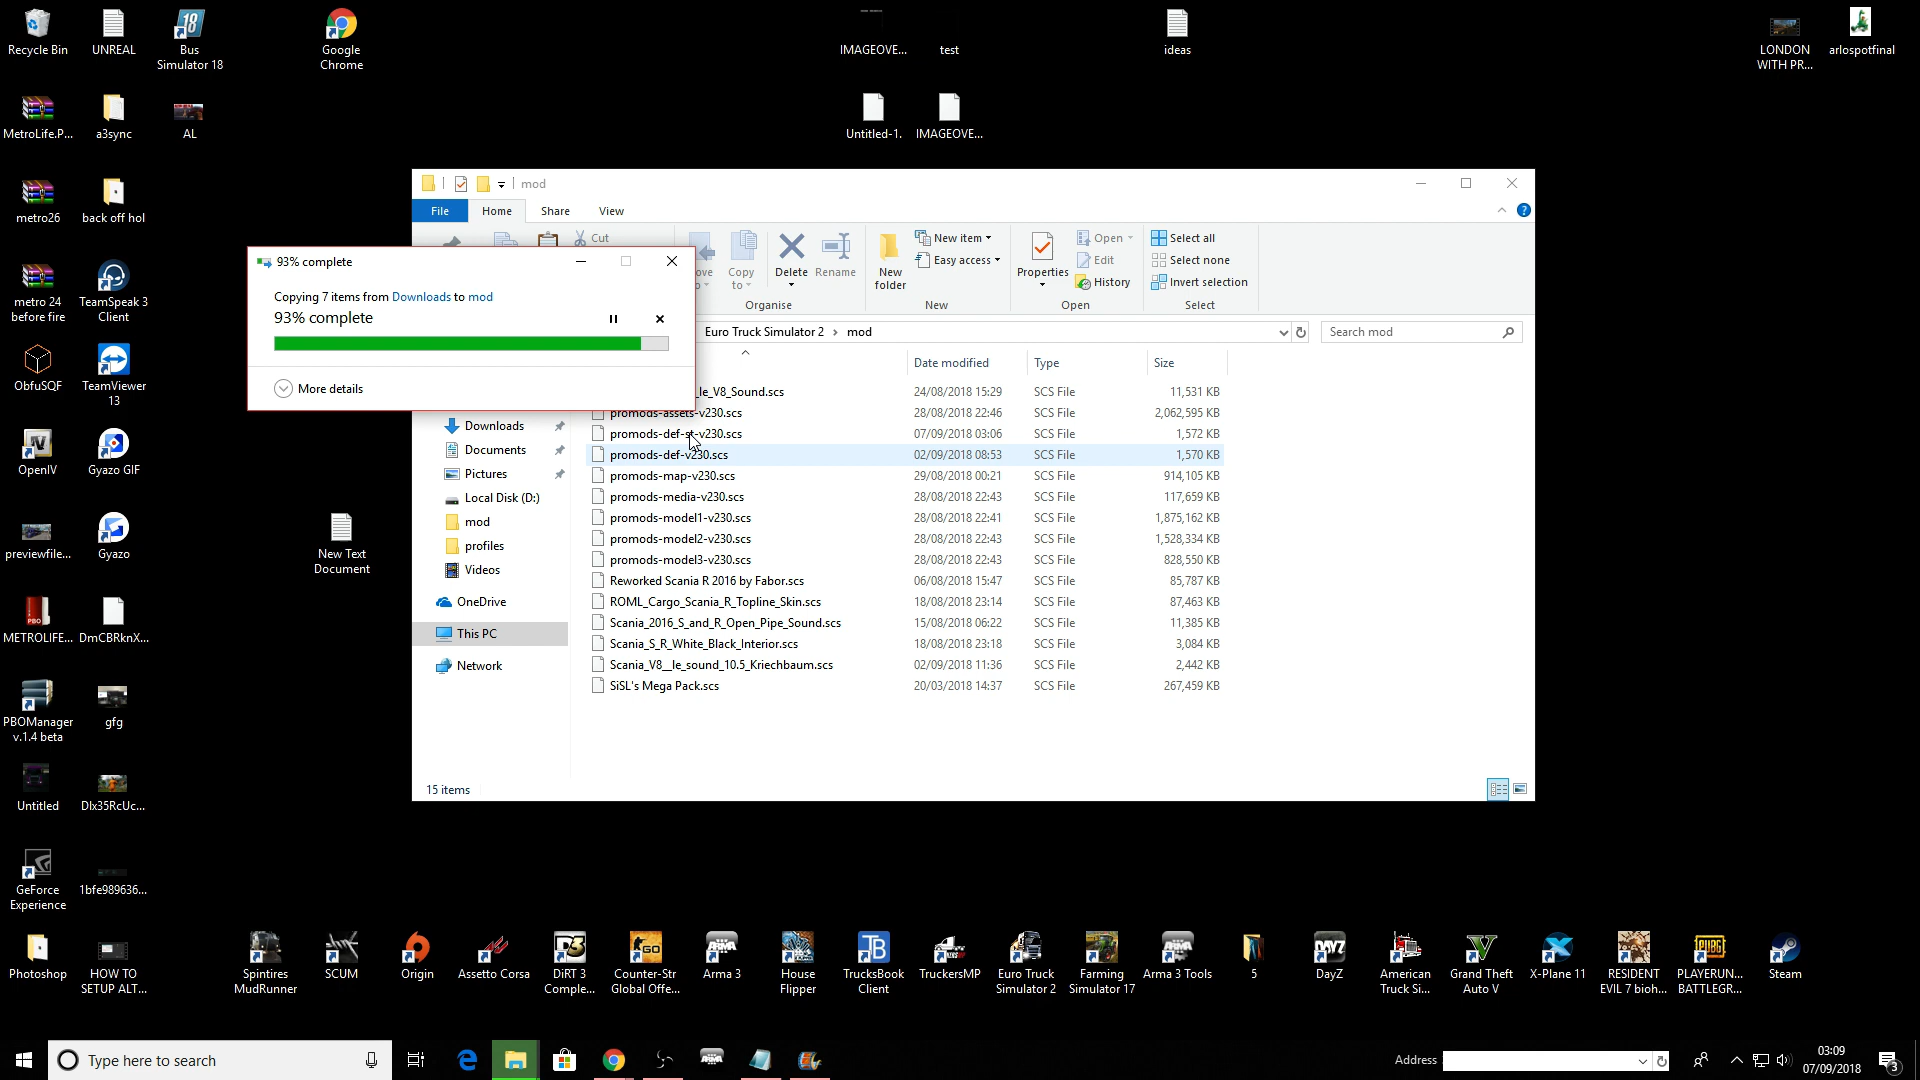 Recycle Bin
UNREAL
Bus
Simulator 18
Google
Chrome
IMAGEOVE...
test
ideas
LONDON
WITH PR...
arlospotfinal
MetroLife.P...
a3sync
AL
Untitled-1.
IMAGEOVE...
metro26
back off hol
metro 24
before fire
TeamSpeak 3
Client
ObfuSQF
TeamViewer
13
OpenIV
Gyazo GIF
previewfile...
Gyazo
New Text
Document
METROLIFE...
DmCBRknX...
PBOManager
v.1.4 beta
gfg
Untitled
Dlx35RcUc...
GeForce
Experience
1bfe989636...
Photoshop
HOW TO
SETUP ALT...
mod
File
Home
Share
View
Cut
Copy
to
Delete
Rename
New
folder
New item
Easy access
Properties
Open
Edit
History
Select all
Select none
Invert selection
Organise
New
Open
Select
Euro Truck Simulator 2 › mod
Search mod
Date modified
Type
Size
93% complete
Copying 7 items from Downloads to mod
93% complete
More details
Downloads
Documents
Pictures
Local Disk (D:)
mod
profiles
Videos
OneDrive
This PC
Network
_le_V8_Sound.scs 24/08/2018 15:29 SCS File 11,531 KB
promods-assets-v230.scs 28/08/2018 22:46 SCS File 2,062,595 KB
promods-def-st-v230.scs 07/09/2018 03:06 SCS File 1,572 KB
promods-def-v230.scs 02/09/2018 08:53 SCS File 1,570 KB
promods-map-v230.scs 29/08/2018 00:21 SCS File 914,105 KB
promods-media-v230.scs 28/08/2018 22:43 SCS File 117,659 KB
promods-model1-v230.scs 28/08/2018 22:41 SCS File 1,875,162 KB
promods-model2-v230.scs 28/08/2018 22:43 SCS File 1,528,334 KB
promods-model3-v230.scs 28/08/2018 22:43 SCS File 828,550 KB
Reworked Scania R 2016 by Fabor.scs 06/08/2018 15:47 SCS File 85,787 KB
ROML_Cargo_Scania_R_Topline_Skin.scs 18/08/2018 23:14 SCS File 87,463 KB
Scania_2016_S_and_R_Open_Pipe_Sound.scs 15/08/2018 06:22 SCS File 11,385 KB
Scania_S_R_White_Black_Interior.scs 18/08/2018 23:18 SCS File 3,084 KB
Scania_V8__le_sound_10.5_Kriechbaum.scs 02/09/2018 11:36 SCS File 2,442 KB
SiSL's Mega Pack.scs 20/03/2018 14:37 SCS File 267,459 KB
15 items
Spintires
MudRunner
SCUM
Origin
Assetto Corsa
DiRT 3
Comple...
Counter-Str
Global Offe...
Arma 3
House
Flipper
TrucksBook
Client
TruckersMP
Euro Truck
Simulator 2
Farming
Simulator 17
Arma 3 Tools
5
DayZ
American
Truck Si...
Grand Theft
Auto V
X-Plane 11
RESIDENT
EVIL 7 bioh...
PLAYERUN...
BATTLEGR...
Steam
Type here to search
Address
03:09
07/09/2018
3